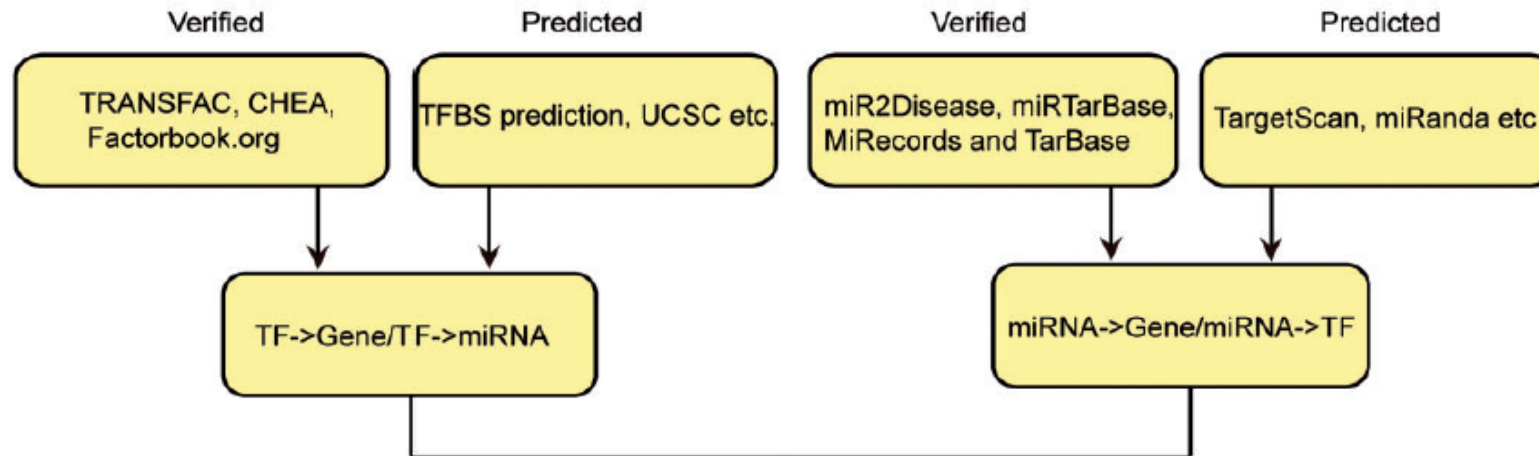 Verified
Predicted
Verified
Predicted
TRANSFAC, CHEA,
Factorbook.org
TFBS prediction, UCSC etc.
miR2Disease, miRTarBase,
MiRecords and TarBase
TargetScan, miRanda etc
TF->Gene/TF->miRNA
miRNA->Gene/miRNA->TF